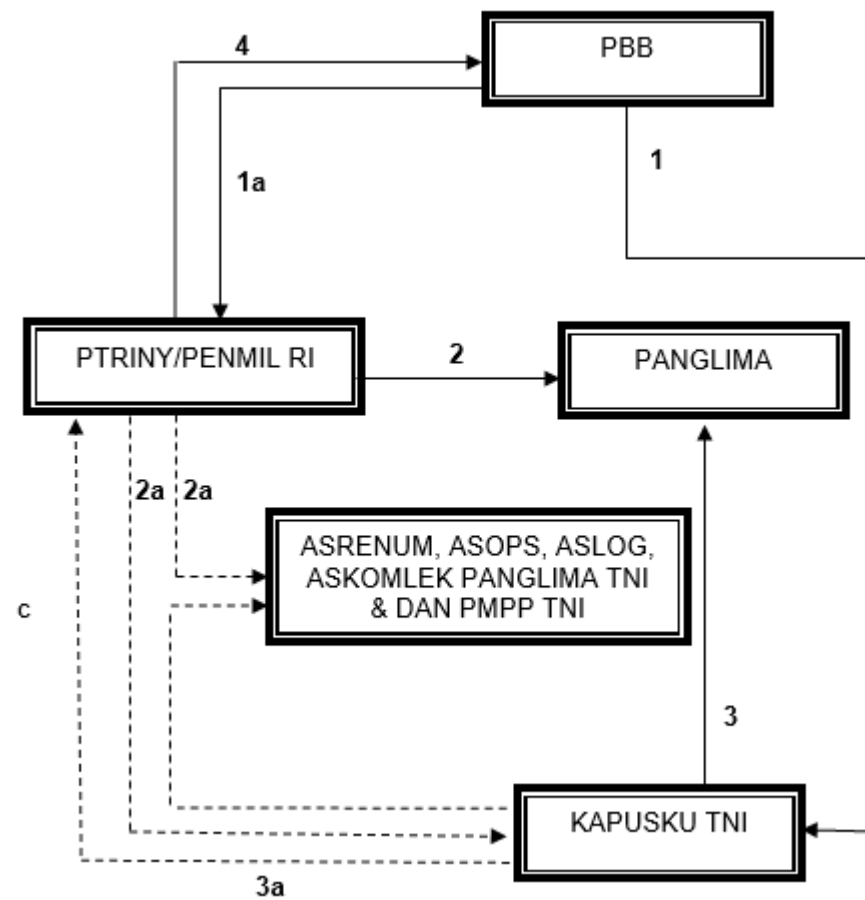 4
PBB
1a
1
PTRINY/PENMIL RI
2
PANGLIMA
2a
2a
ASRENUM, ASOPS, ASLOG,
ASKOMLEK PANGLIMA TNI
& DAN PMPP TNI
c
3
KAPUSKU TNI
3a